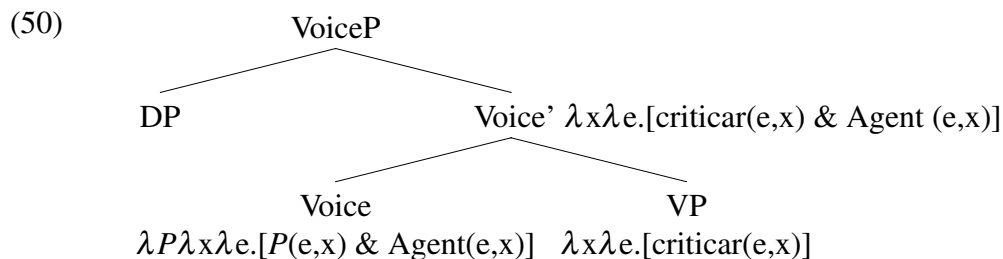 (50) VoiceP
DP Voice’ λxλe.[criticar(e,x) & Agent (e,x)]
Voice VP
λPλxλe.[P(e,x) & Agent(e,x)] λxλe.[criticar(e,x)]